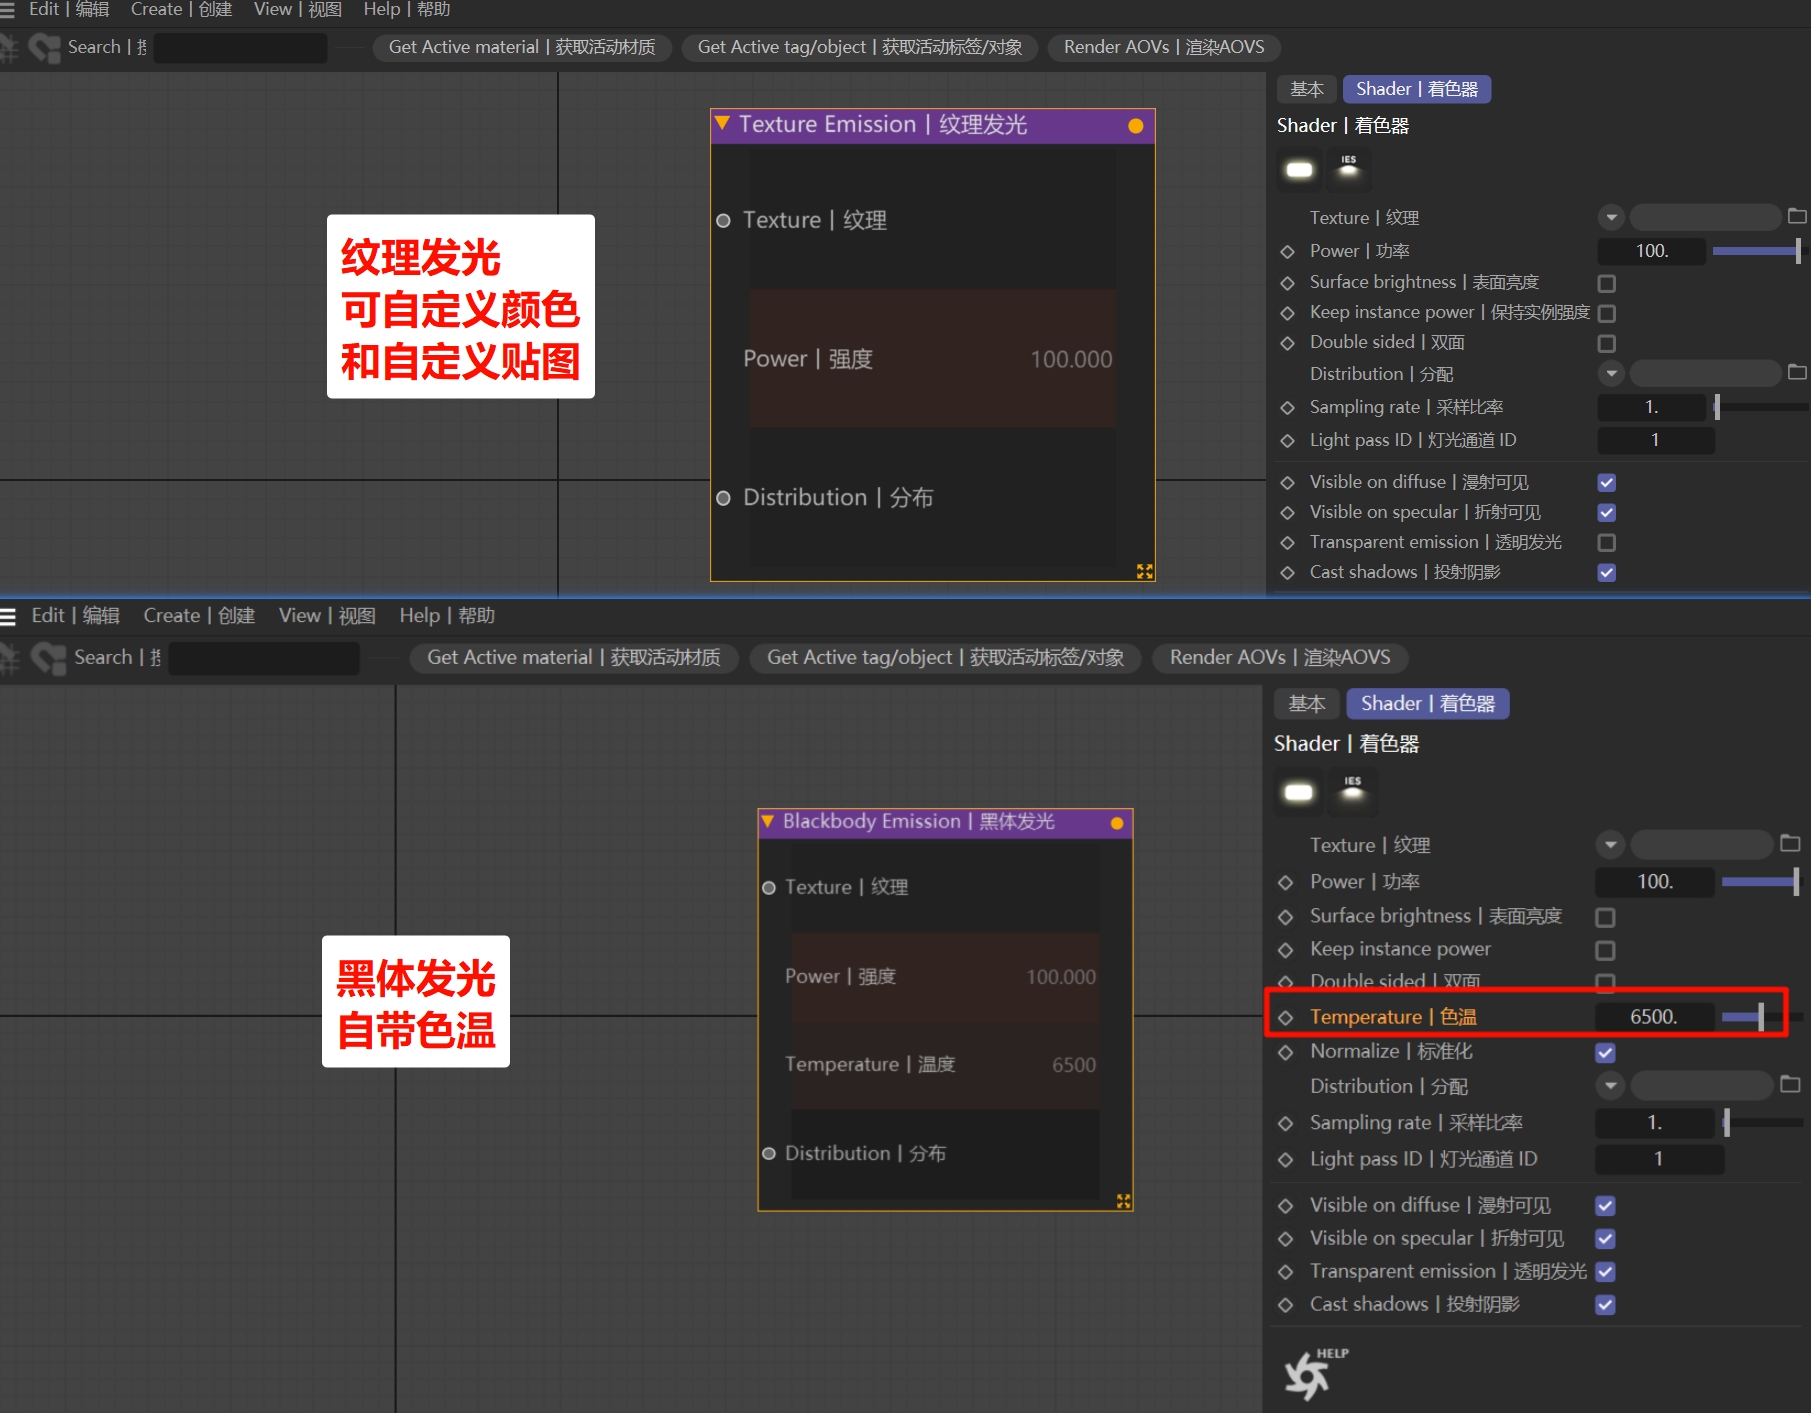 Edit | 编辑 Create | 创建 View | 视图 Help | 帮助
Search | Get Active material | 获取活动材质 Get Active tag/object | 获取活动标签/对象 Render AOVs | 渲染AOVS
基本 Shader | 着色器
Shader | 着色器
IES
Texture Emission | 纹理发光
Texture | 纹理
Power | 强度 100.000
Distribution | 分布
纹理发光
可自定义颜色
和自定义贴图
Texture | 纹理
Power | 功率 100.
Surface brightness | 表面亮度
Keep instance power | 保持实例强度
Double sided | 双面
Distribution | 分配
Sampling rate | 采样比率 1.
Light pass ID | 灯光通道 ID 1
Visible on diffuse | 漫射可见
Visible on specular | 折射可见
Transparent emission | 透明发光
Cast shadows | 投射阴影
Edit | 编辑 Create | 创建 View | 视图 Help | 帮助
Search | Get Active material | 获取活动材质 Get Active tag/object | 获取活动标签/对象 Render AOVs | 渲染AOVS
基本 Shader | 着色器
Shader | 着色器
IES
Blackbody Emission | 黑体发光
Texture | 纹理
Power | 强度 100.000
Temperature | 温度 6500
Distribution | 分布
黑体发光
自带色温
Texture | 纹理
Power | 功率 100.
Surface brightness | 表面亮度
Keep instance power
Double sided | 双面
Temperature | 色温 6500.
Normalize | 标准化
Distribution | 分配
Sampling rate | 采样比率 1.
Light pass ID | 灯光通道 ID 1
Visible on diffuse | 漫射可见
Visible on specular | 折射可见
Transparent emission | 透明发光
Cast shadows | 投射阴影
HELP